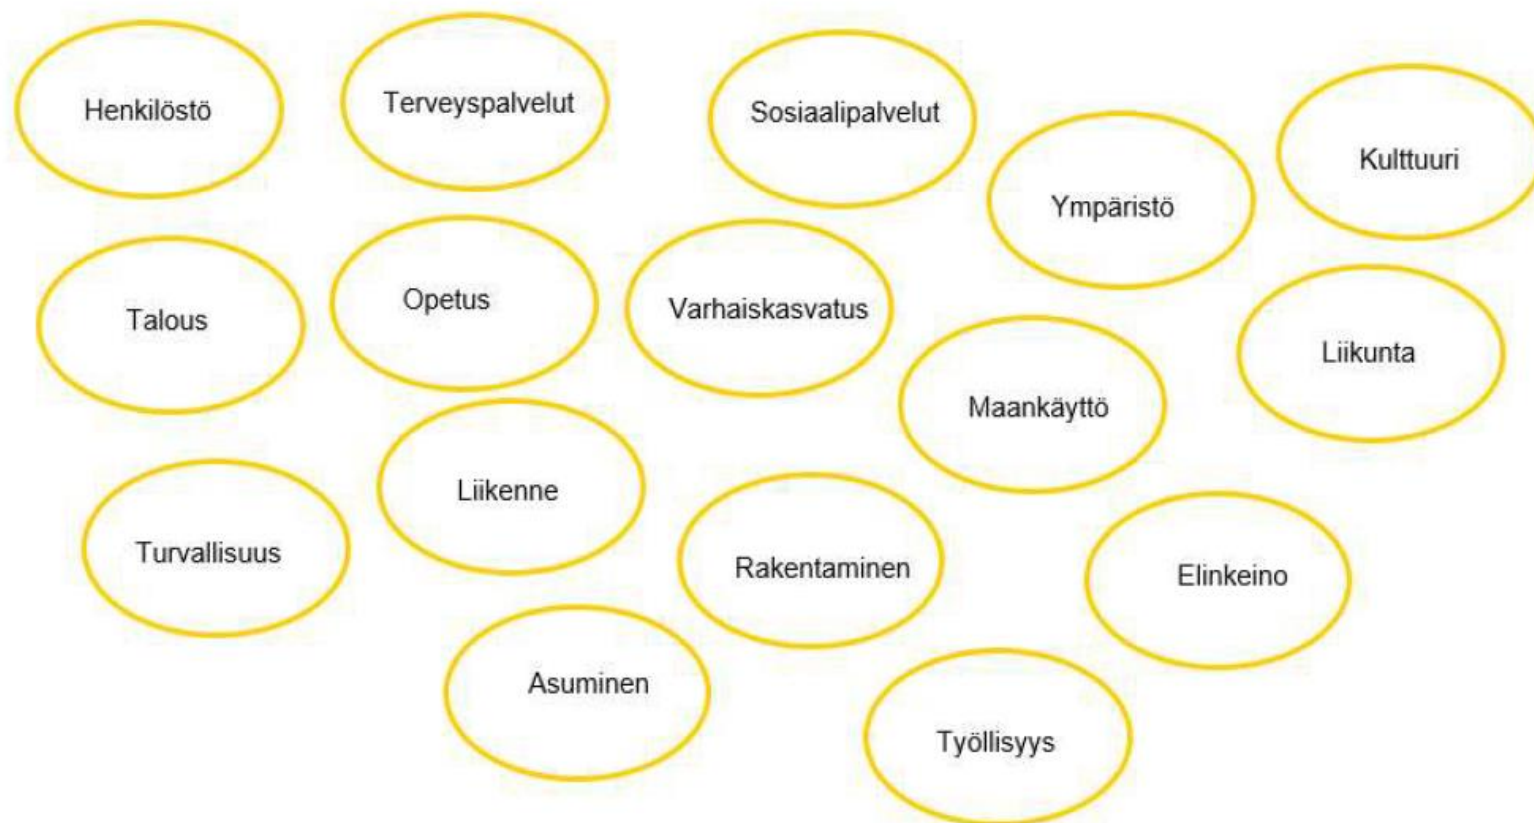 Henkilöstö
Terveyspalvelut
Sosiaalipalvelut
Ympäristö
Kulttuuri
Talous
Opetus
Varhaiskasvatus
Maankäyttö
Liikunta
Turvallisuus
Liikenne
Rakentaminen
Elinkeino
Asuminen
Työllisyys